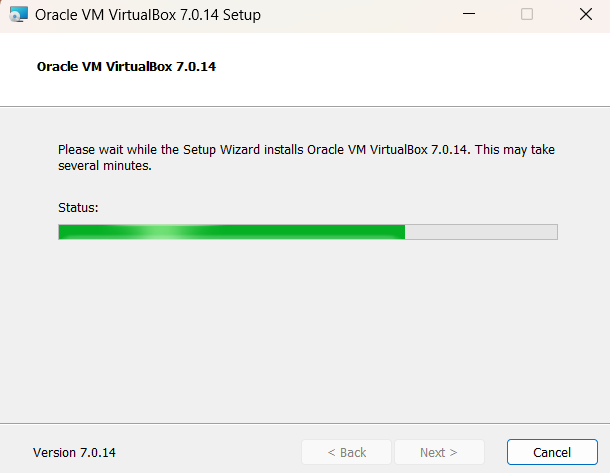 Oracle VM VirtualBox 7.0.14 Setup
Oracle VM VirtualBox 7.0.14
Please wait while the Setup Wizard installs Oracle VM VirtualBox 7.0.14. This may take
several minutes.
Status:
Version 7.0.14
< Back
Next >
Cancel